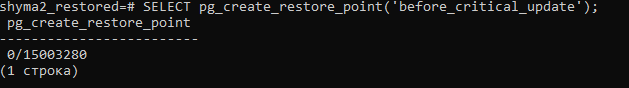 shyma2_restored=# SELECT pg_create_restore_point('before_critical_update');
 pg_create_restore_point
-------------------------
 0/15003280
(1 строка)